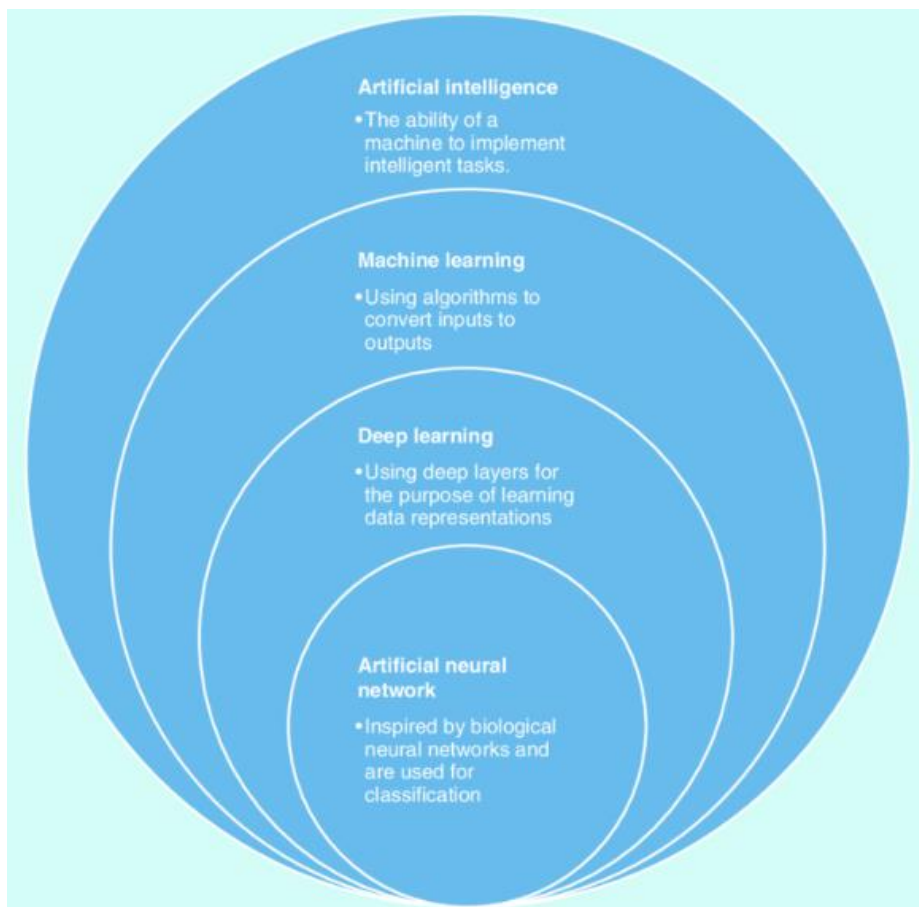 Artificial intelligence
•The ability of a
machine to implement
intelligent tasks.
Machine learning
•Using algorithms to
convert inputs to
outputs
Deep learning
•Using deep layers for
the purpose of learning
data representations
Artificial neural
network
•Inspired by biological
neural networks and
are used for
classification